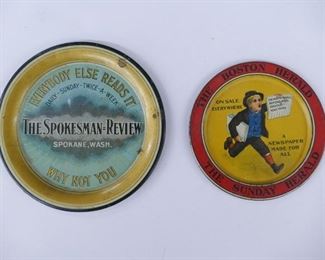 EVERYBODY ELSE READS IT
DAILY-SUNDAY-TWICE-A-WEEK
THE SPOKESMAN-REVIEW
SPOKANE, WASH.
WHY NOT YOU
THE BOSTON HERALD
ON SALE
EVERYWHERE
A
NEWSPAPER
MADE FOR
ALL
THE SUNDAY HERALD